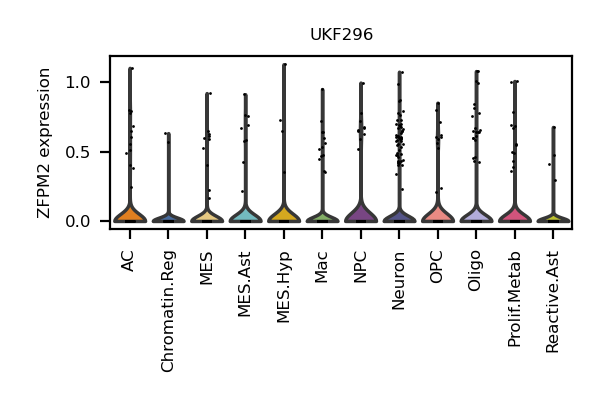 UKF296
ZFPM2 expression
1.0
0.5
0.0
AC
Chromatin.Reg
MES
MES.Ast
MES.Hyp
Mac
NPC
Neuron
OPC
Oligo
Prolif.Metab
Reactive.Ast